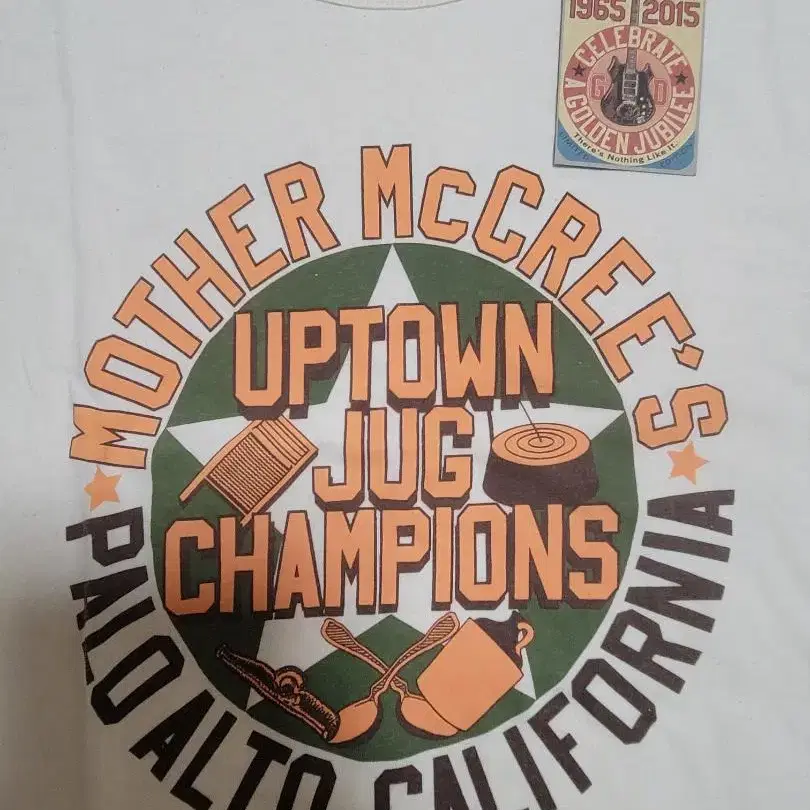 1965 2015
CELEBRATE
G D
A GOLDEN JUBILEE
There's Nothing Like It.
MOTHER McCREE'S
UPTOWN
JUG
CHAMPIONS
PALO ALTO CALIFORNIA